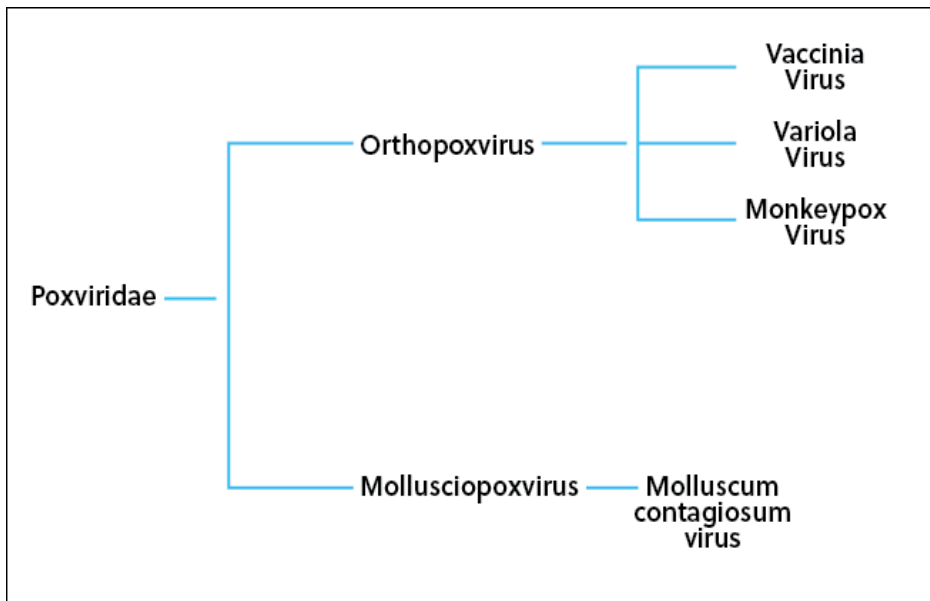 Vaccinia
Virus
Orthopoxvirus
Variola
Virus
Monkeypox
Virus
Poxviridae
Mollusciopoxvirus
Molluscum
contagiosum
virus